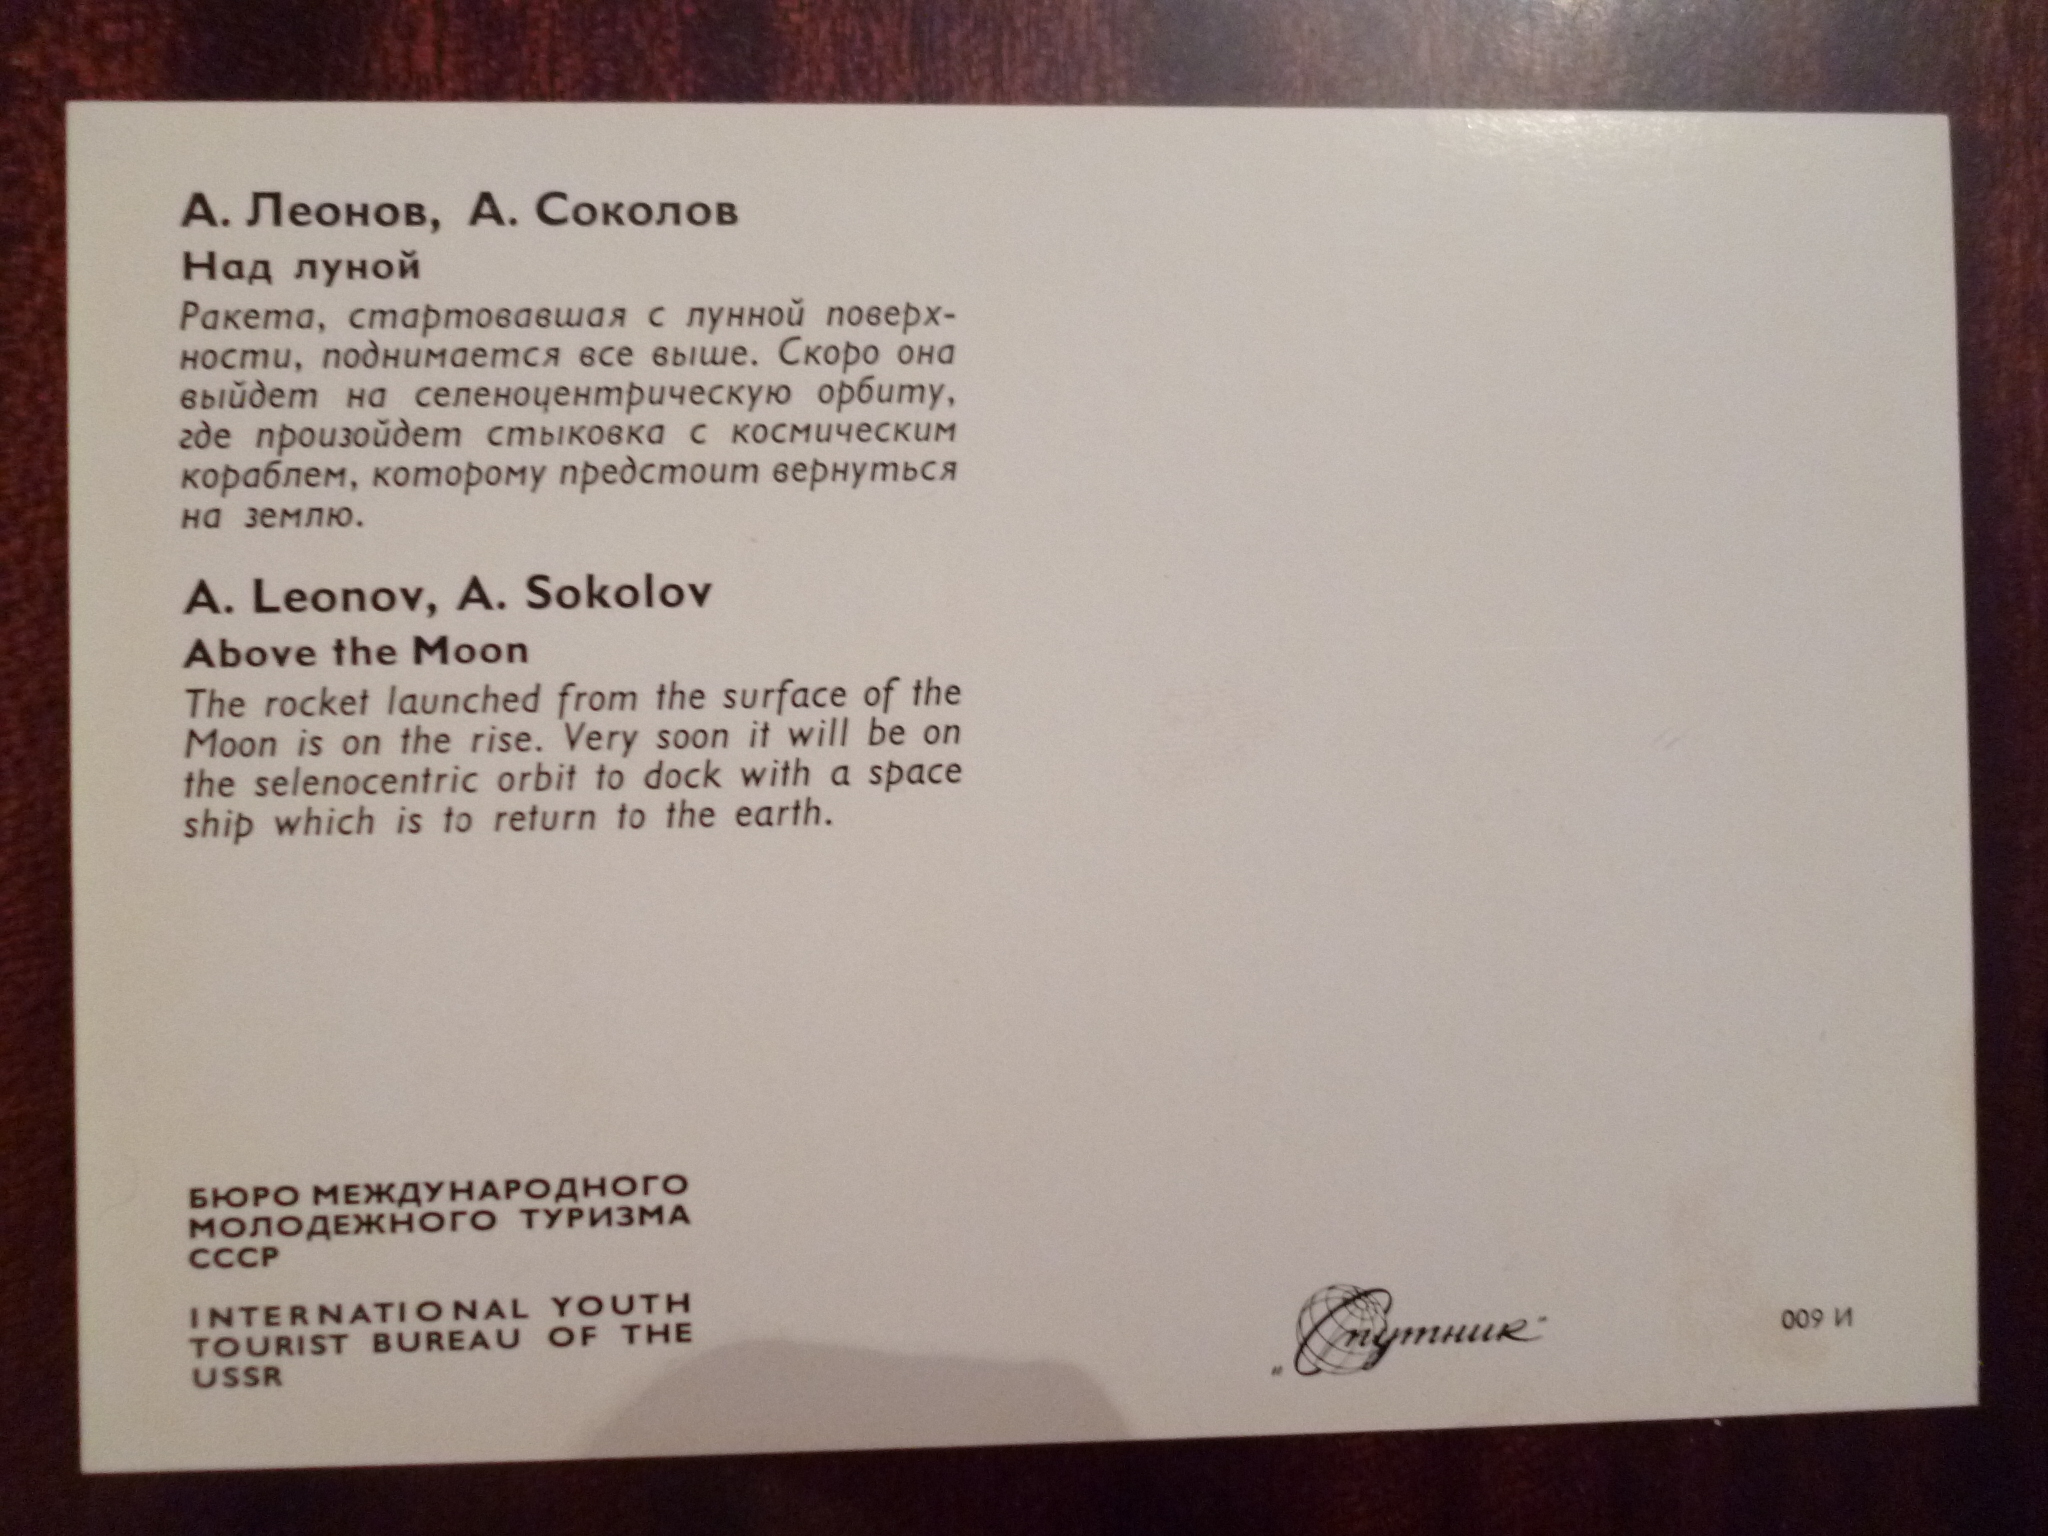 А. Леонов, А. Соколов
Над луной
Ракета, стартовавшая с лунной поверх-
ности, поднимается все выше. Скоро она
выйдет на селеноцентрическую орбиту,
где произойдет стыковка с космическим
кораблем, которому предстоит вернуться
на землю.
A. Leonov, A. Sokolov
Above the Moon
The rocket launched from the surface of the
Moon is on the rise. Very soon it will be on
the selenocentric orbit to dock with a space
ship which is to return to the earth.
БЮРО МЕЖДУНАРОДНОГО
МОЛОДЕЖНОГО ТУРИЗМА
СССР
INTERNATIONAL YOUTH
TOURIST BUREAU OF THE
USSR
„Спутник"
009 И